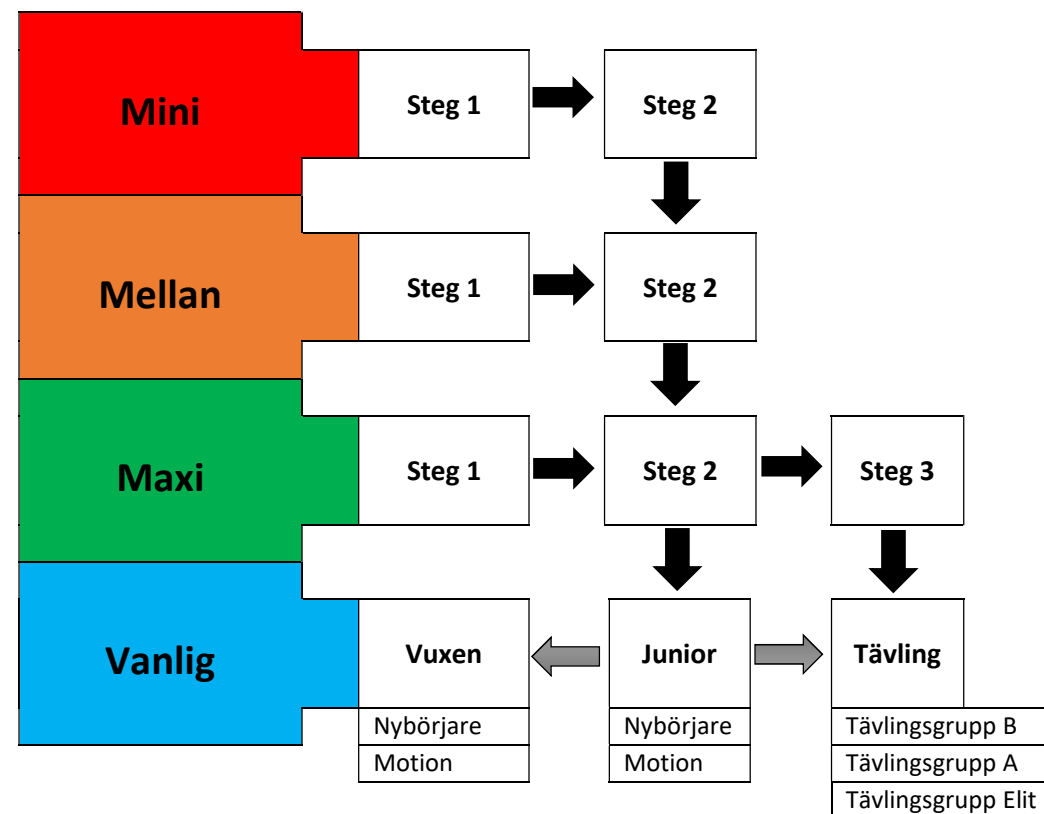 Mini
Steg 1
Steg 2
Mellan
Steg 1
Steg 2
Maxi
Steg 1
Steg 2
Steg 3
Vanlig
Vuxen
Junior
Tävling
Nybörjare
Nybörjare
Tävlingsgrupp B
Motion
Motion
Tävlingsgrupp A
Tävlingsgrupp Elit